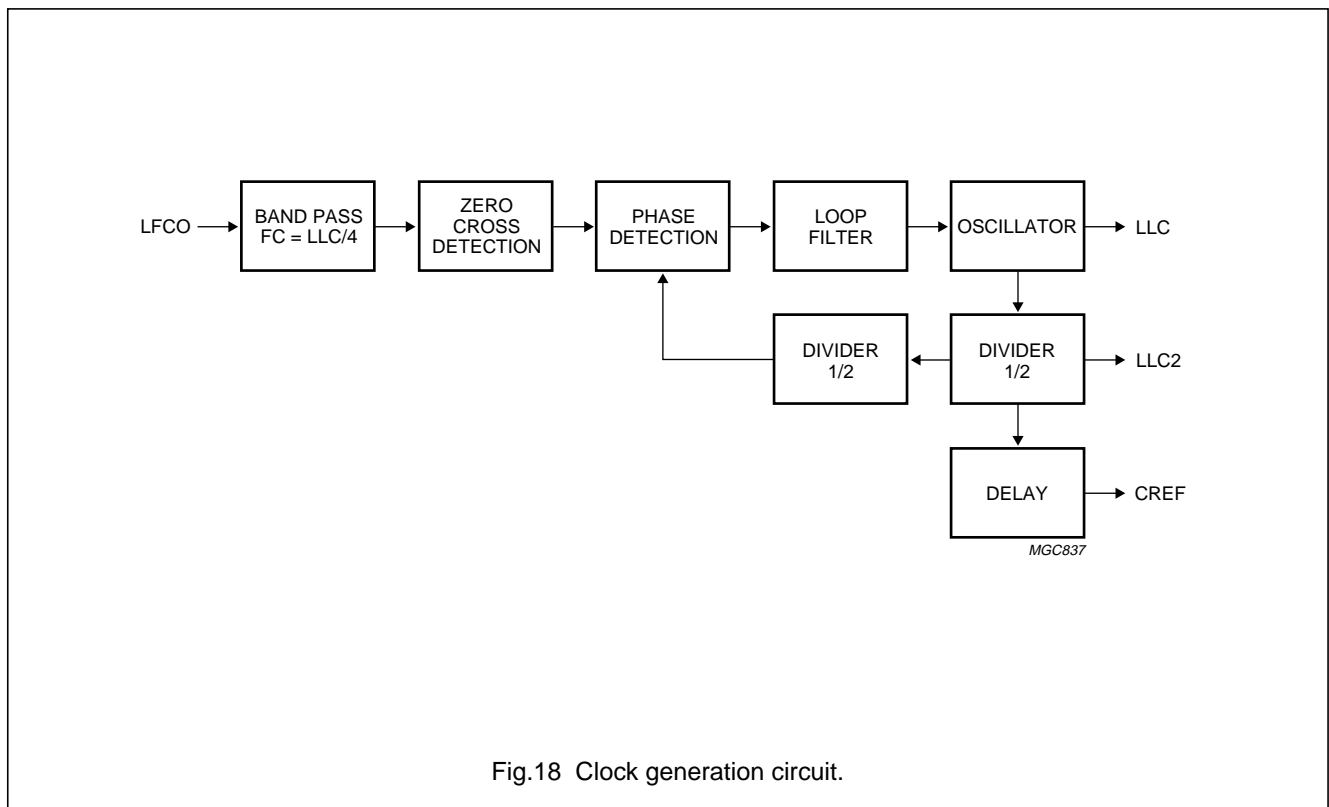 LFCO
BAND PASS
FC = LLC/4
ZERO
CROSS
DETECTION
PHASE
DETECTION
LOOP
FILTER
OSCILLATOR
LLC
DIVIDER
1/2
DIVIDER
1/2
LLC2
DELAY
CREF
MGC837
Fig.18 Clock generation circuit.